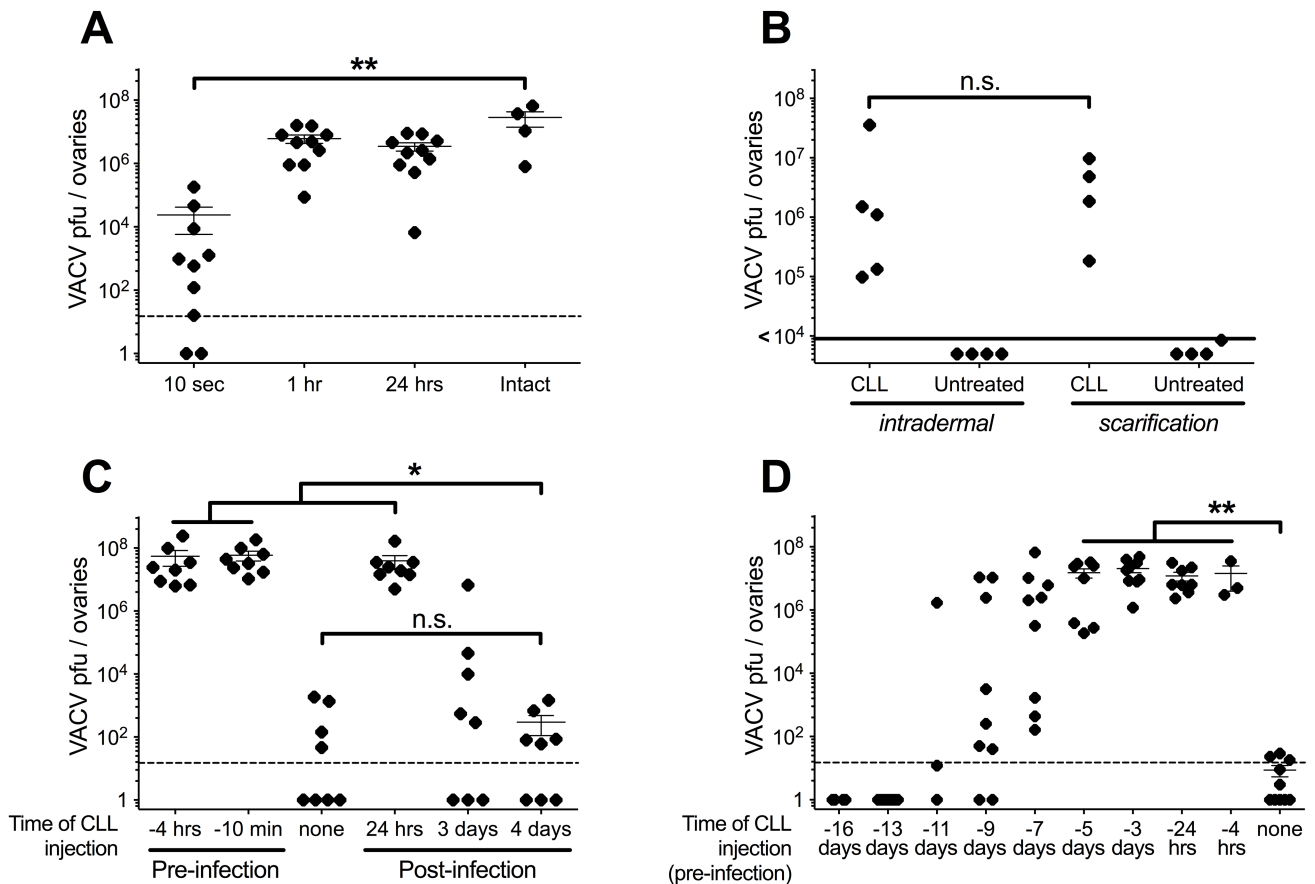 A
**
VACV pfu / ovaries
10⁸
10⁶
10⁴
10²
1
10 sec 1 hr 24 hrs Intact
B
n.s.
VACV pfu / ovaries
10⁸
10⁷
10⁶
10⁵
< 10⁴
CLL Untreated CLL Untreated
intradermal scarification
C
*
n.s.
VACV pfu / ovaries
10⁸
10⁶
10⁴
10²
1
Time of CLL injection
-4 hrs -10 min none 24 hrs 3 days 4 days
Pre-infection Post-infection
D
**
VACV pfu / ovaries
10⁸
10⁶
10⁴
10²
1
Time of CLL
injection
(pre-infection)
-16 -13 -11 -9 -7 -5 -3 -24 -4 none
days days days days days days days hrs hrs